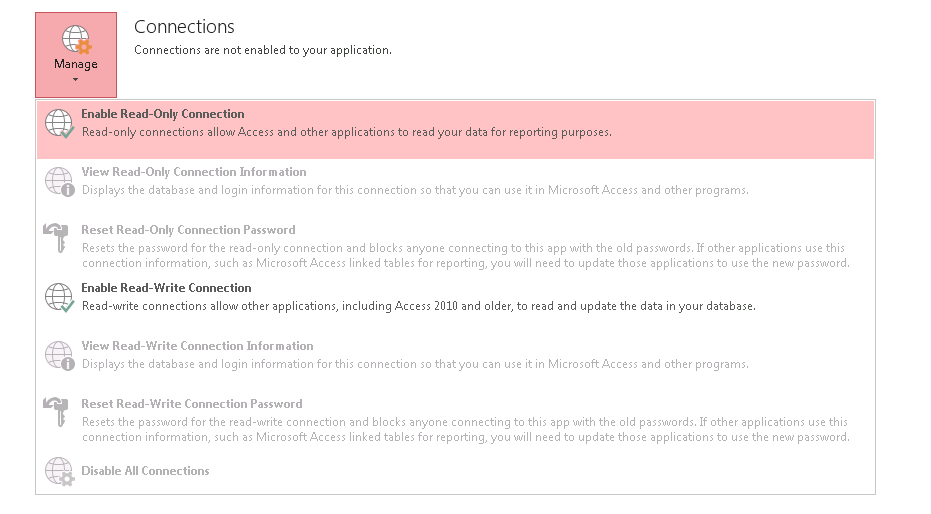 Connections
Connections are not enabled to your application.
Manage
Enable Read-Only Connection
Read-only connections allow Access and other applications to read your data for reporting purposes.
View Read-Only Connection Information
Displays the database and login information for this connection so that you can use it in Microsoft Access and other programs.
Reset Read-Only Connection Password
Resets the password for the read-only connection and blocks anyone connecting to this app with the old passwords. If other applications use this
connection information, such as Microsoft Access linked tables for reporting, you will need to update those applications to use the new password.
Enable Read-Write Connection
Read-write connections allow other applications, including Access 2010 and older, to read and update the data in your database.
View Read-Write Connection Information
Displays the database and login information for this connection so that you can use it in Microsoft Access and other programs.
Reset Read-Write Connection Password
Resets the password for the read-write connection and blocks anyone connecting to this app with the old passwords. If other applications use this
connection information, such as Microsoft Access linked tables for reporting, you will need to update those applications to use the new password.
Disable All Connections